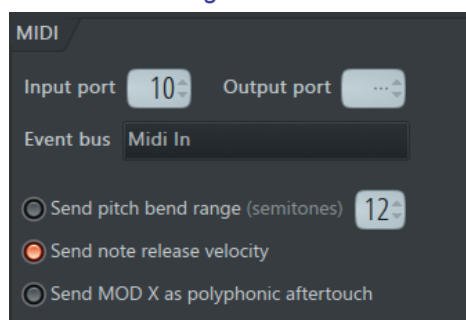 MIDI
Input port 10 Output port ...
Event bus Midi In
Send pitch bend range (semitones) 12
Send note release velocity
Send MOD X as polyphonic aftertouch